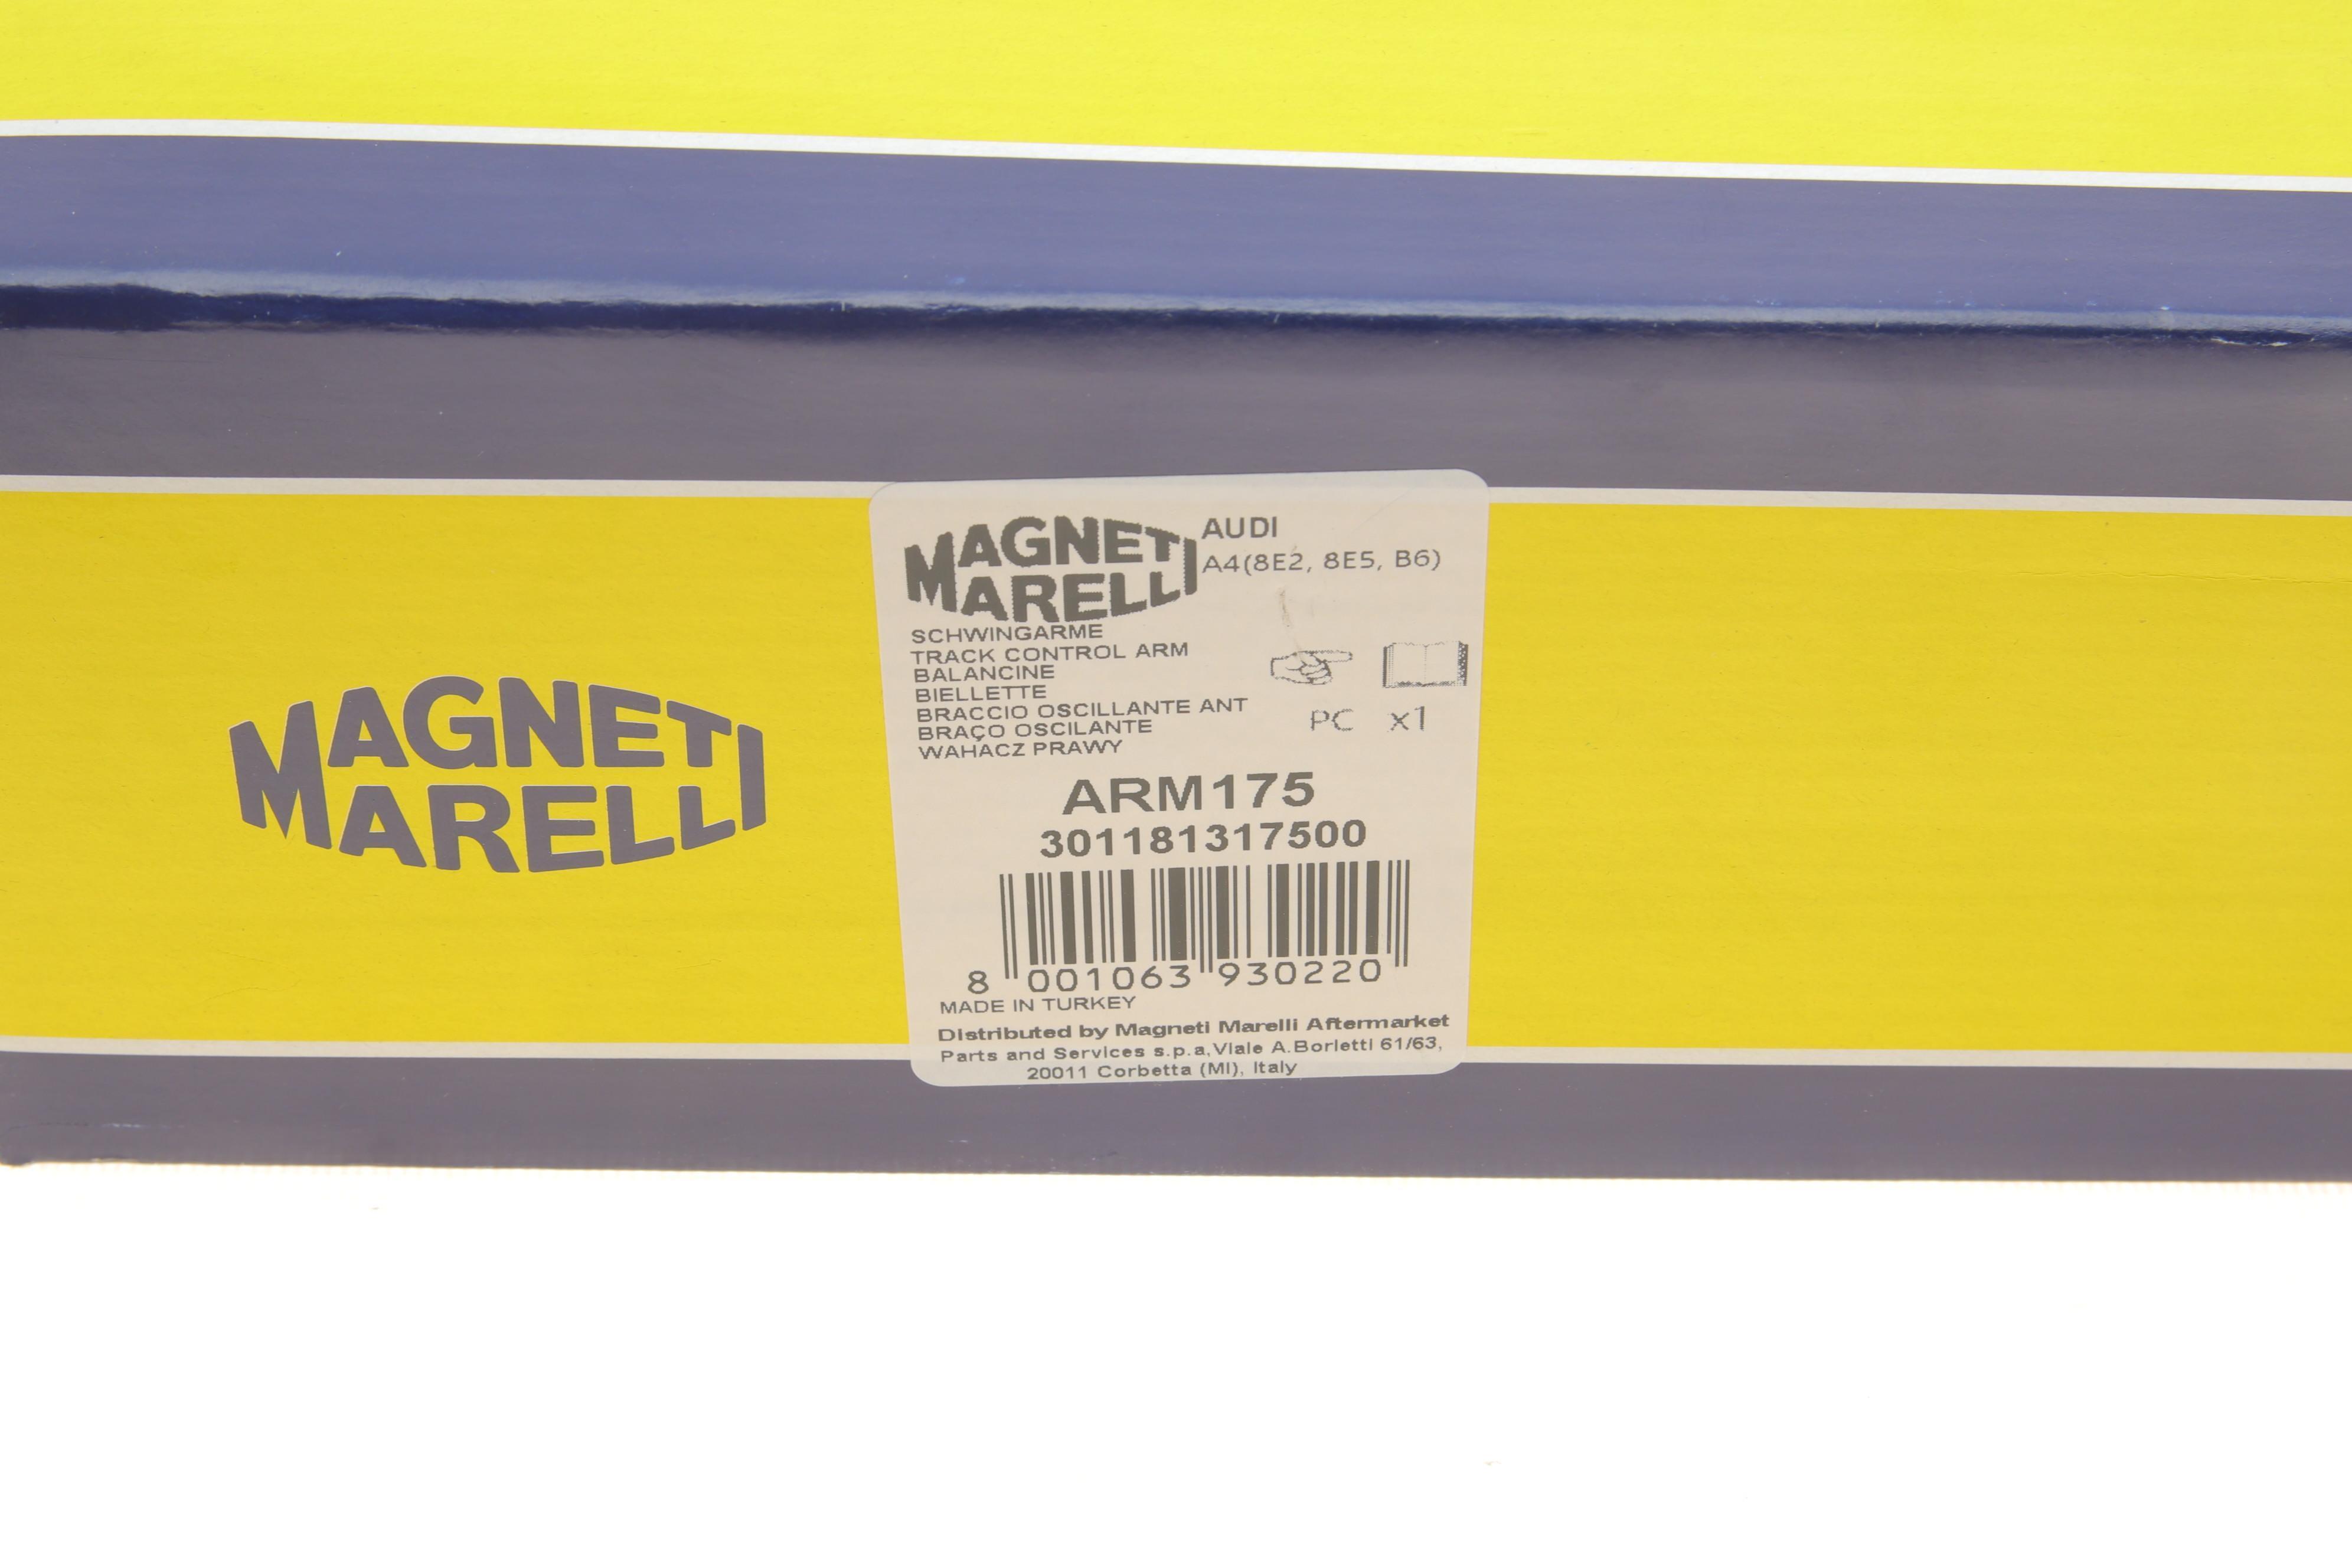 MAGNETI
MARELLI
MAGNETI
MARELLI
AUDI
A4(8E2, 8E5, B6)
SCHWINGARME
TRACK CONTROL ARM
BALANCINE
BIELLETTE
BRACCIO OSCILLANTE ANT
BRAÇO OSCILANTE
WAHACZ PRAWY
PC x1
ARM175
301181317500
8 001063 930220
MADE IN TURKEY
Distributed by Magneti Marelli Aftermarket
Parts and Services s.p.a,Viale A.Borletti 61/63,
20011 Corbetta (MI), Italy